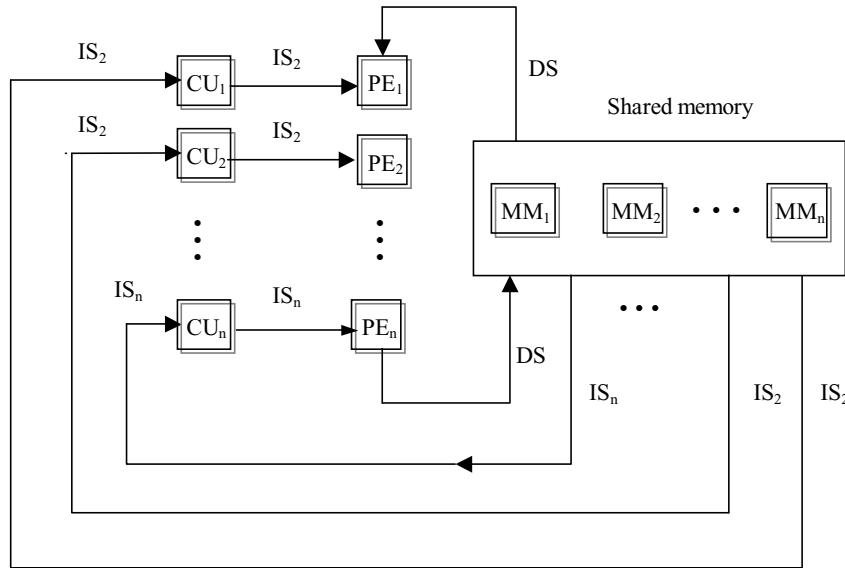 IS₂ IS₂
CU₁ PE₁
DS
Shared memory
IS₂ IS₂
CU₂ PE₂
MM₁ MM₂ • • • MMₙ
ISₙ ISₙ
• • •
CUₙ PEₙ
DS
ISₙ IS₂ IS₂